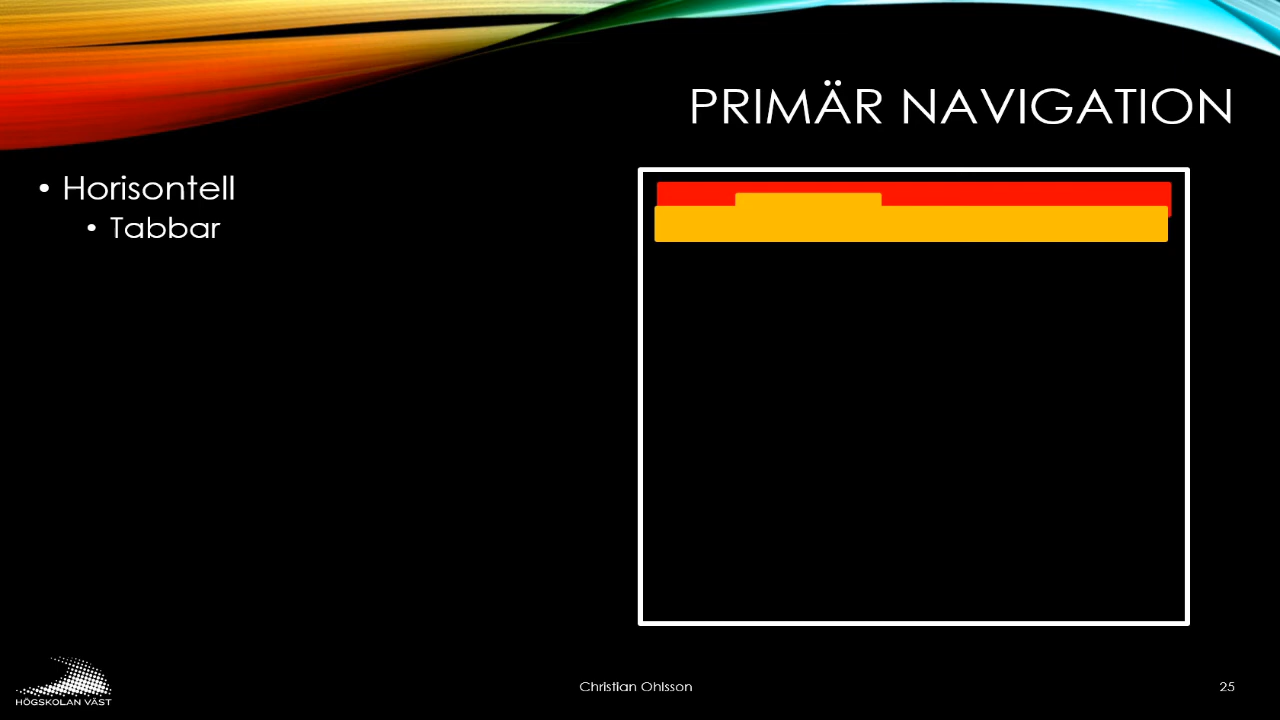 PRIMÄR NAVIGATION
• Horisontell
• Tabbar
HÖGSKOLAN VÄST
Christian Ohlsson
25